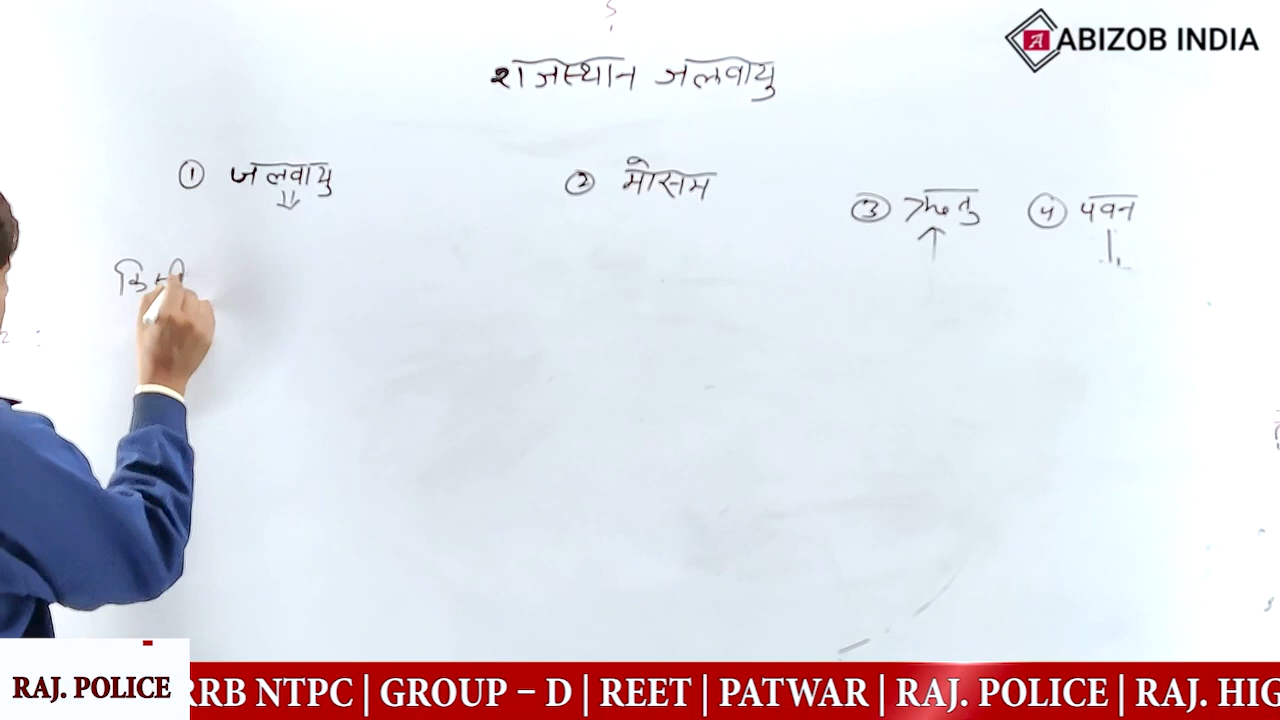 ABIZOB INDIA
राजस्थान जलवायु
① जलवायु
② मौसम
③ ऋतु
④ पवन
RAJ. POLICE
RRB NTPC | GROUP – D | REET | PATWAR | RAJ. POLICE | RAJ. HIG